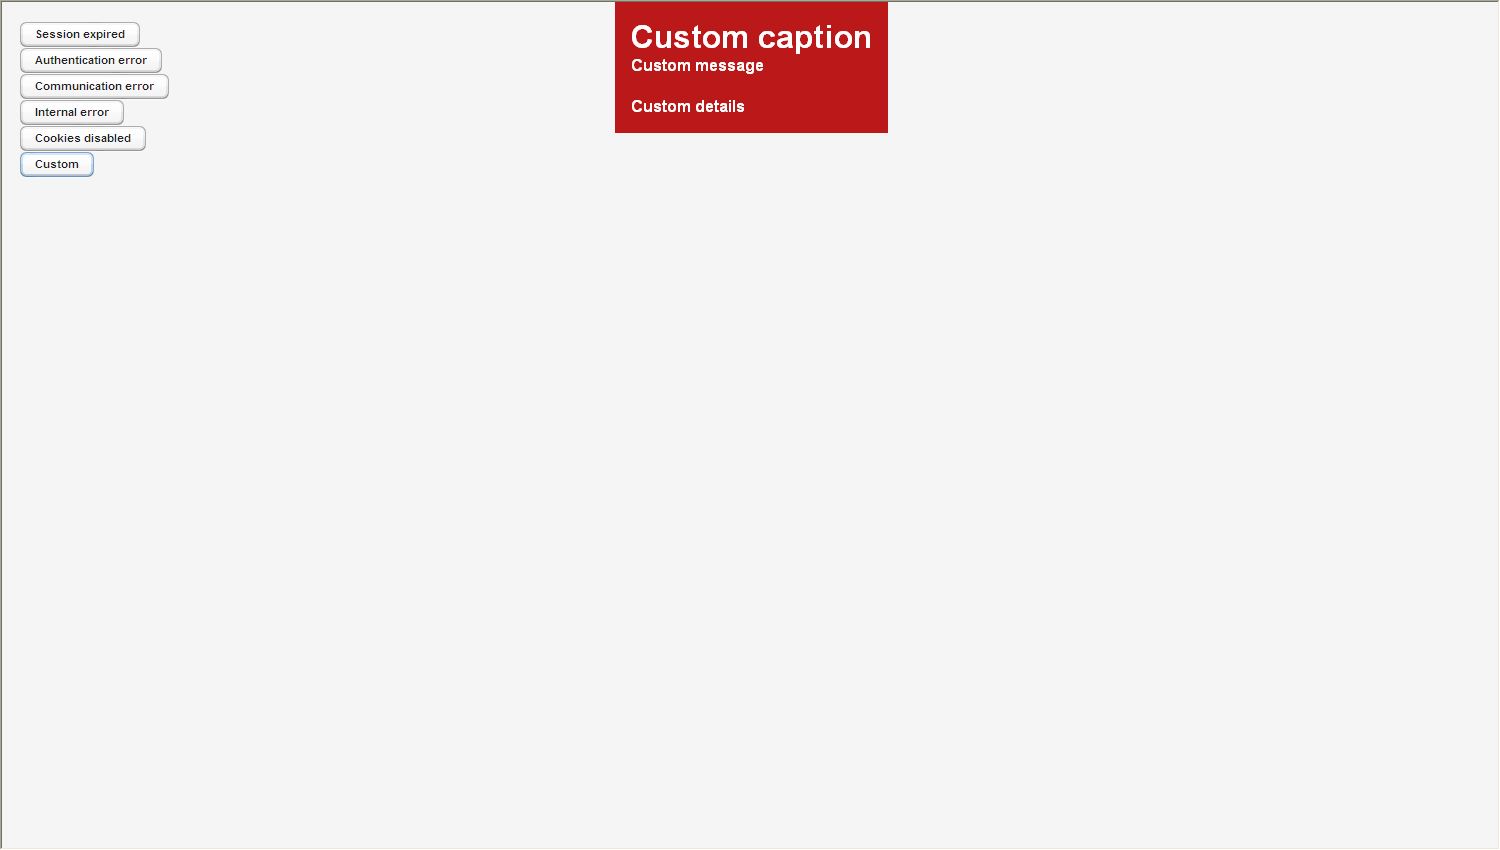 Session expired
Authentication error
Communication error
Internal error
Cookies disabled
Custom
Custom caption
Custom message
Custom details